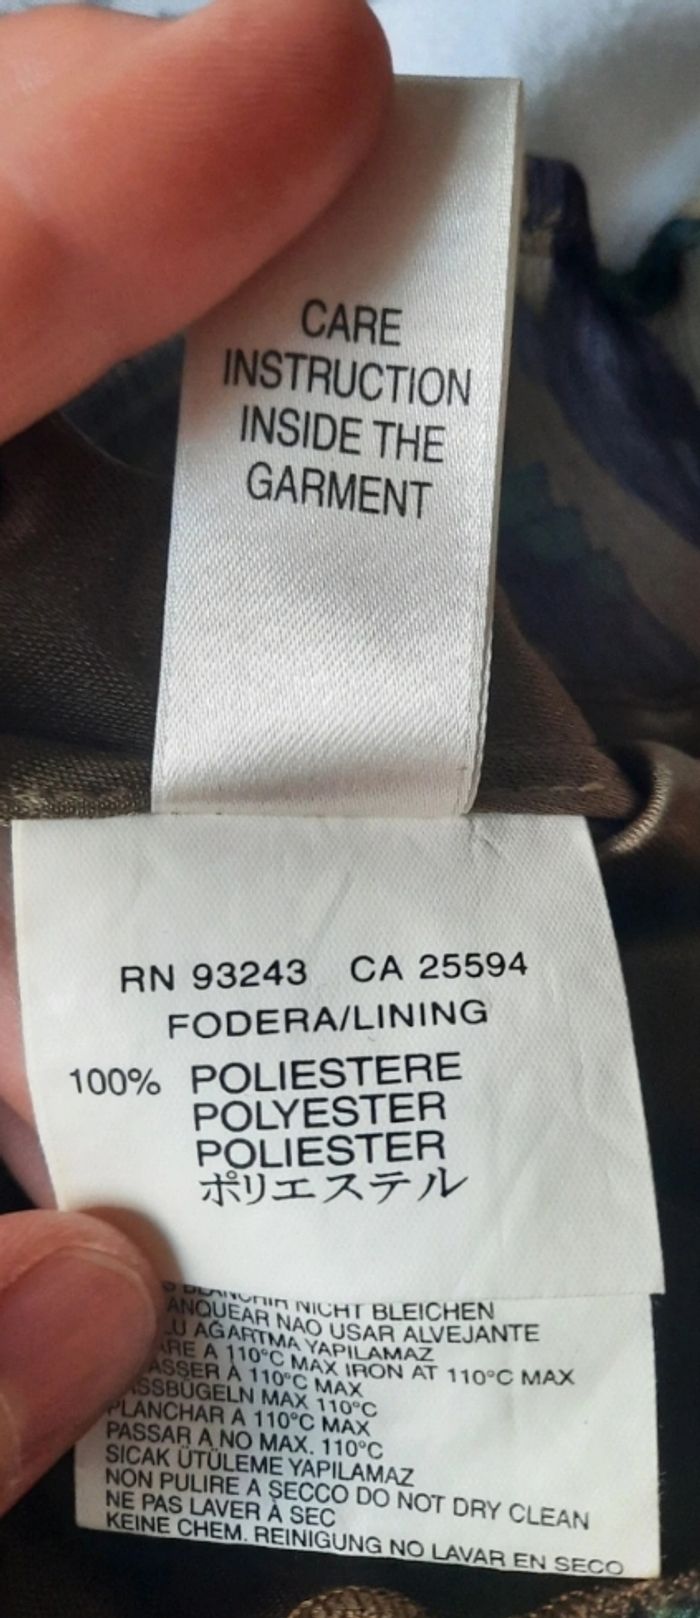 CARE
INSTRUCTION
INSIDE THE
GARMENT
RN 93243 CA 25594
FODERA/LINING
100% POLIESTERE
POLYESTER
POLIESTER
ポリエステル
NICHT BLEICHEN
NAO USAR ALVEJANTE
AĞARTMA YAPILAMAZ
A 110°C MAX IRON AT 110°C MAX
À 110°C MAX
MAX 110°C
PLANCHAR A 110°C MAX
PASSAR A NO MAX. 110°C
SICAK ÜTÜLEME YAPILAMAZ
NON PULIRE A SECCO DO NOT DRY CLEAN
NE PAS LAVER À SEC
KEINE CHEM. REINIGUNG NO LAVAR EN SECO